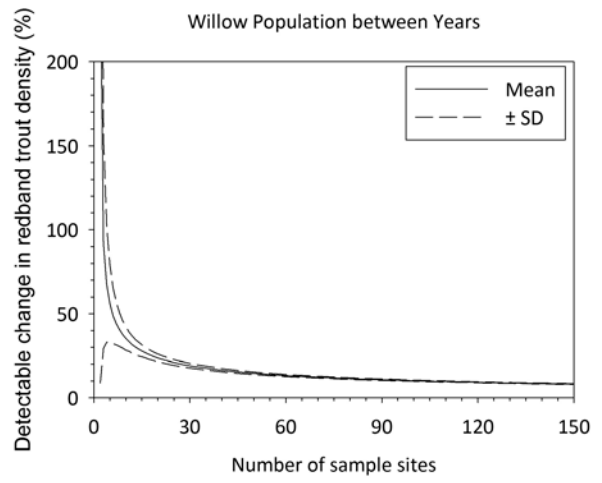 Willow Population between Years
Detectable change in redband trout density (%)
200
150
100
50
0
Mean
± SD
0 30 60 90 120 150
Number of sample sites